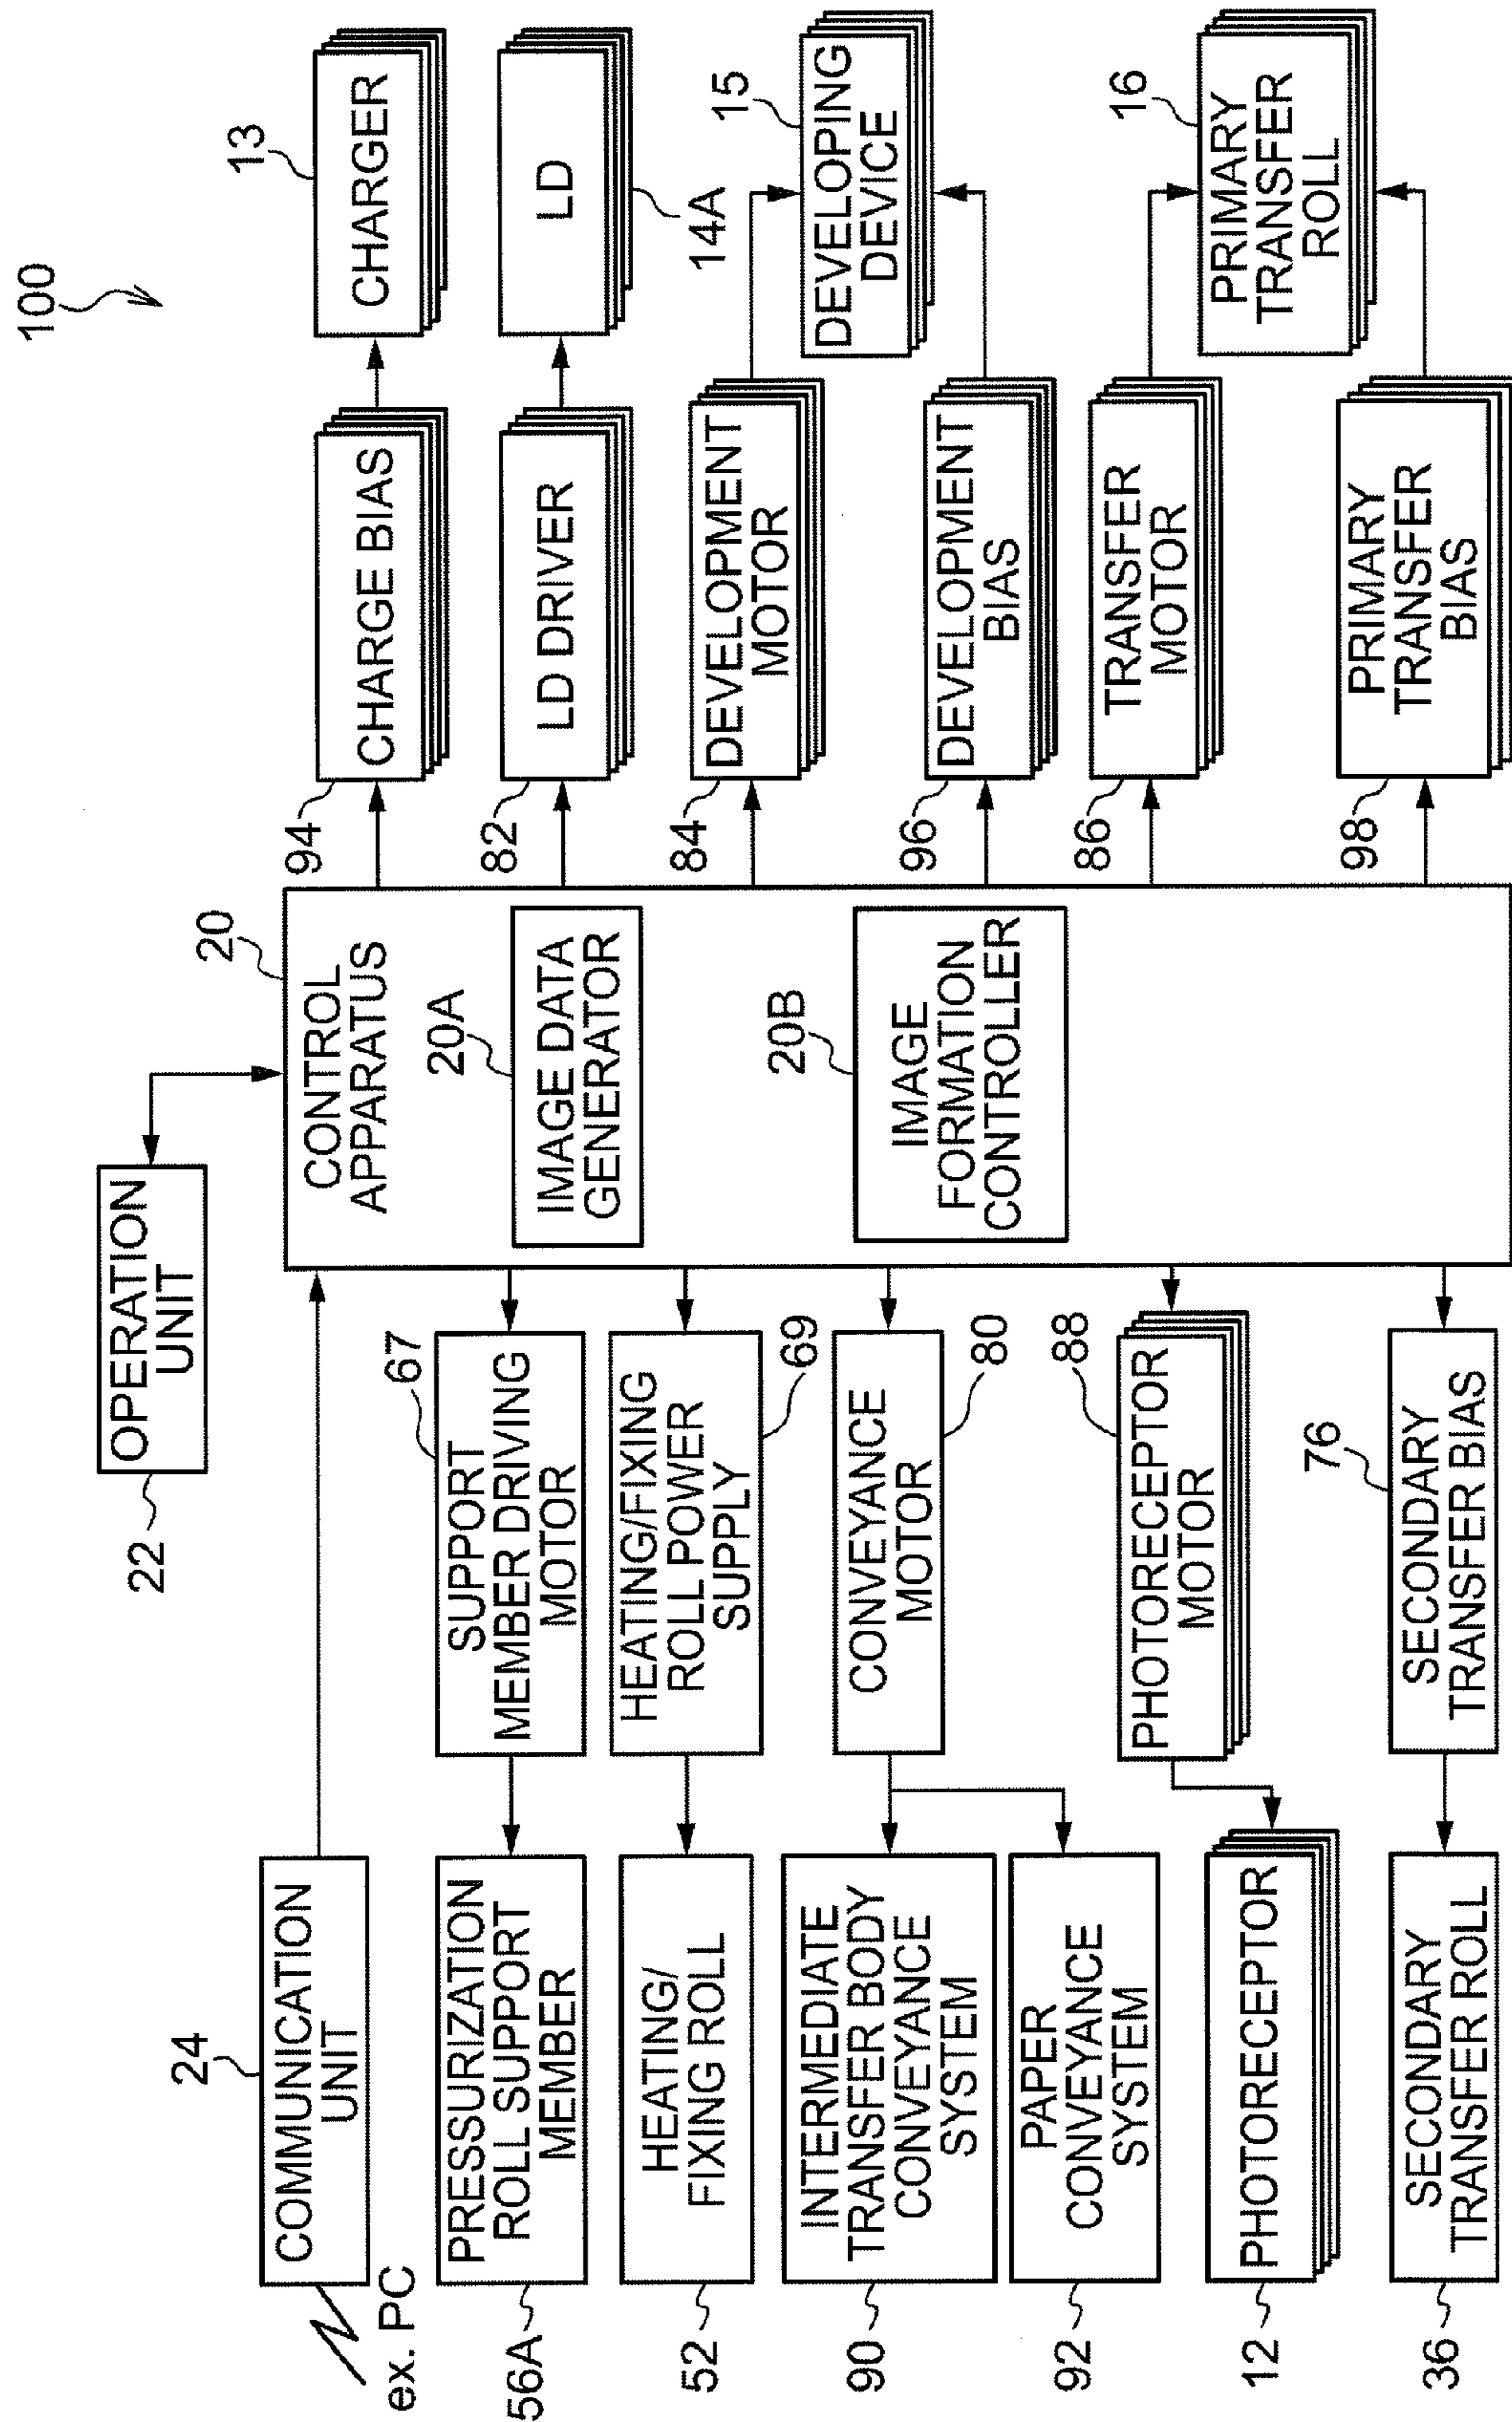 100
OPERATION
UNIT
22
24
COMMUNICATION
UNIT
ex. PC
20
CONTROL
APPARATUS
20A
IMAGE DATA
GENERATOR
20B
IMAGE
FORMATION
CONTROLLER
56A
PRESSURIZATION
ROLL SUPPORT
MEMBER
67
SUPPORT
MEMBER DRIVING
MOTOR
52
HEATING/
FIXING ROLL
HEATING/FIXING
ROLL POWER
SUPPLY
69
90
INTERMEDIATE
TRANSFER BODY
CONVEYANCE
SYSTEM
CONVEYANCE
MOTOR
80
92
PAPER
CONVEYANCE
SYSTEM
12
PHOTORECEPTOR
88
PHOTORECEPTOR
MOTOR
36
SECONDARY
TRANSFER ROLL
76
SECONDARY
TRANSFER BIAS
94
CHARGE BIAS
13
CHARGER
82
LD DRIVER
LD
14A
84
DEVELOPMENT
MOTOR
15
DEVELOPING
DEVICE
96
DEVELOPMENT
BIAS
86
TRANSFER
MOTOR
16
PRIMARY
TRANSFER
ROLL
98
PRIMARY
TRANSFER
BIAS